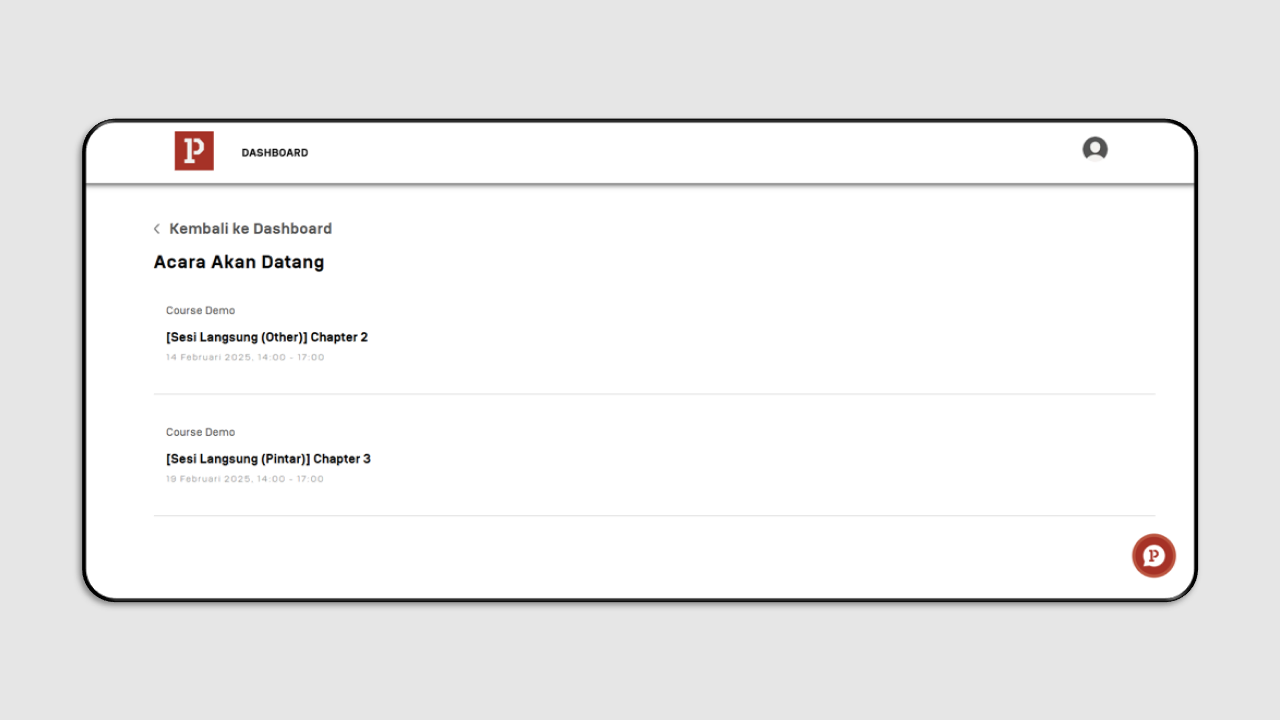 P DASHBOARD
Kembali ke Dashboard
Acara Akan Datang
Course Demo
[Sesi Langsung (Other)] Chapter 2
14 Februari 2025, 14:00 - 17:00
Course Demo
[Sesi Langsung (Pintar)] Chapter 3
19 Februari 2025, 14:00 - 17:00
P